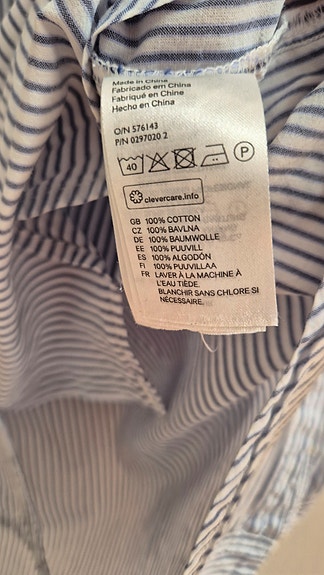 Made in China
Fabricado em China
Fabriqué en Chine
Hecho en China
O/N 576143
P/N 0297020 2
40 P
clevercare.info
GB 100% COTTON
CZ 100% BAVLNA
DE 100% BAUMWOLLE
EE 100% PUUVILL
ES 100% ALGODÓN
FI 100% PUUVILLAA
FR LAVER À LA MACHINE À
L'EAU TIÈDE.
BLANCHIR SANS CHLORE SI
NÉCESSAIRE.